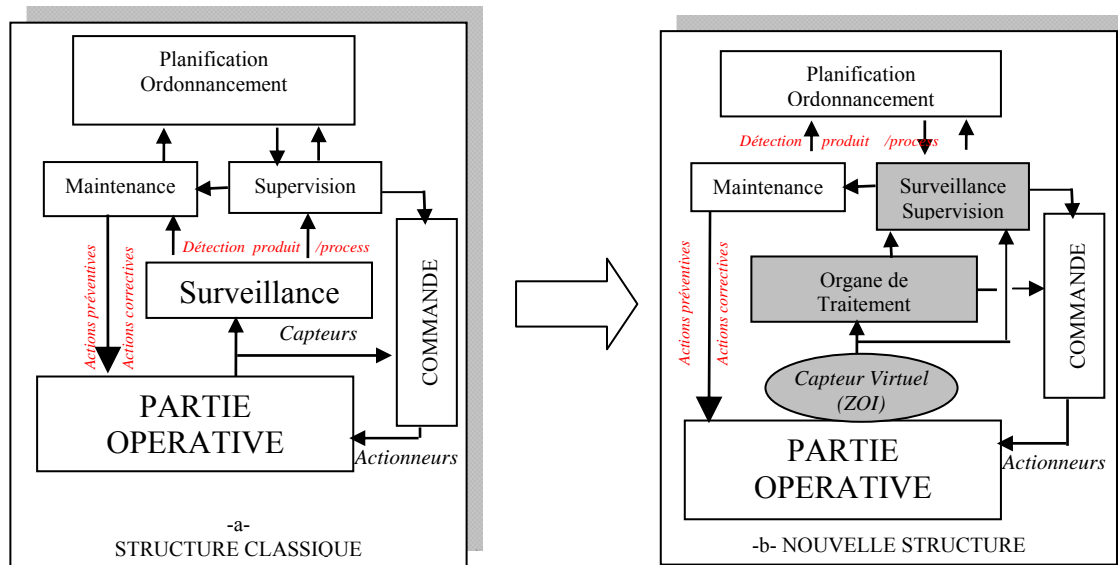 Planification
Ordonnancement
Maintenance
Supervision
Détection produit /process
Surveillance
Actions préventives
Actions correctives
Capteurs
COMMANDE
PARTIE
OPERATIVE
Actionneurs
-a-
STRUCTURE CLASSIQUE
Planification
Ordonnancement
Détection produit /process
Maintenance
Surveillance
Supervision
Actions préventives
Actions correctives
Organe de
Traitement
COMMANDE
Capteur Virtuel
(ZOI)
PARTIE
OPERATIVE
Actionneurs
-b- NOUVELLE STRUCTURE